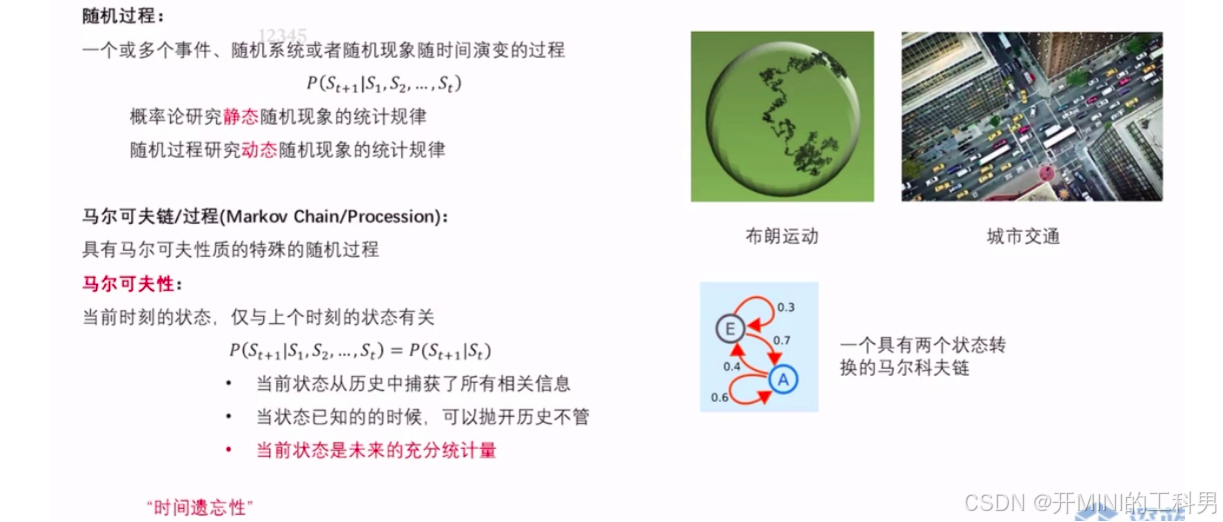 随机过程：
12345
一个或多个事件、随机系统或者随机现象随时间演变的过程
P(S_{t+1}|S_1, S_2, …, S_t)
概率论研究静态随机现象的统计规律
随机过程研究动态随机现象的统计规律
马尔可夫链/过程(Markov Chain/Procession)：
具有马尔可夫性质的特殊的随机过程
马尔可夫性：
当前时刻的状态，仅与上个时刻的状态有关
P(S_{t+1}|S_1, S_2, …, S_t) = P(S_{t+1}|S_t)
• 当前状态从历史中捕获了所有相关信息
• 当状态已知的的时候，可以抛开历史不管
• 当前状态是未来的充分统计量
“时间遗忘性”
布朗运动
城市交通
0.3
E
0.7
0.4
A
0.6
一个具有两个状态转
换的马尔科夫链
CSDN @开MINI的工科男